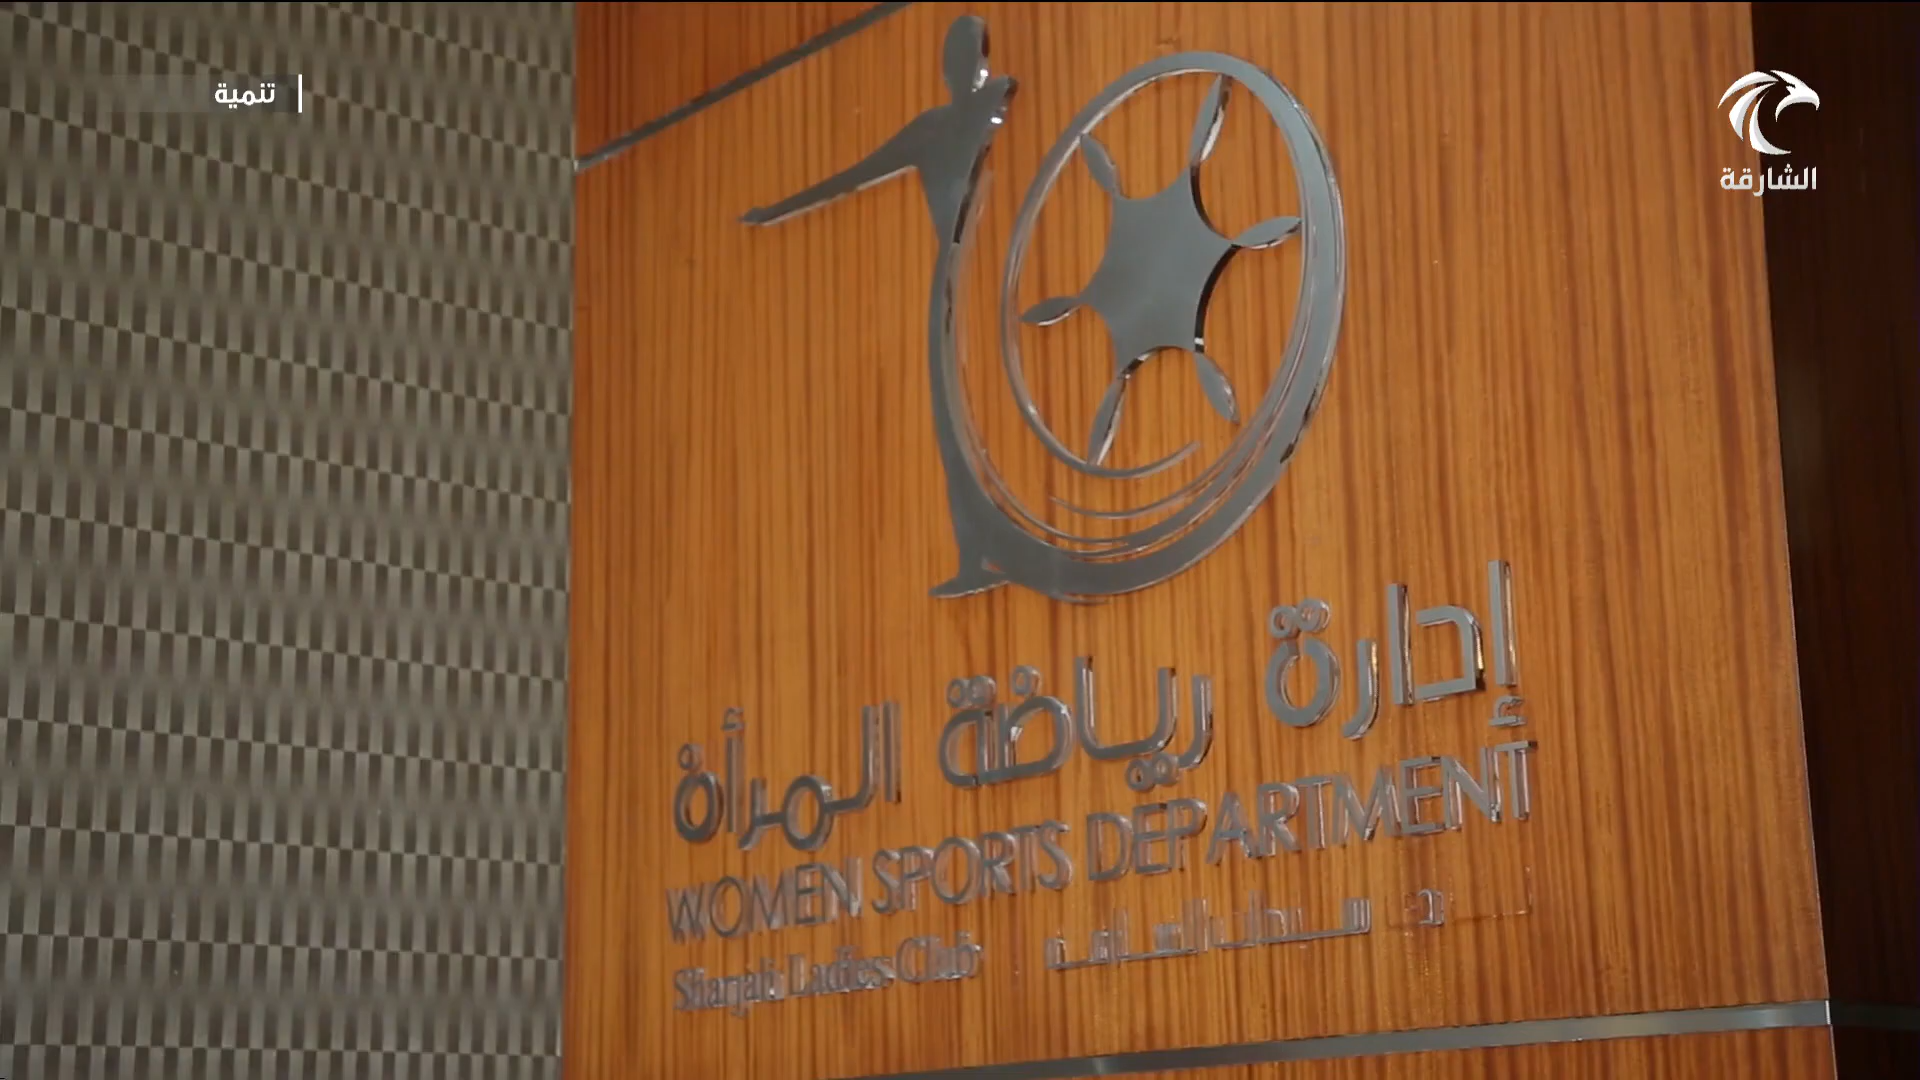 تنمية
الشارقة
إدارة رياضة المرأة
WOMEN SPORTS DEPARTMENT
Sharjah Ladies Club